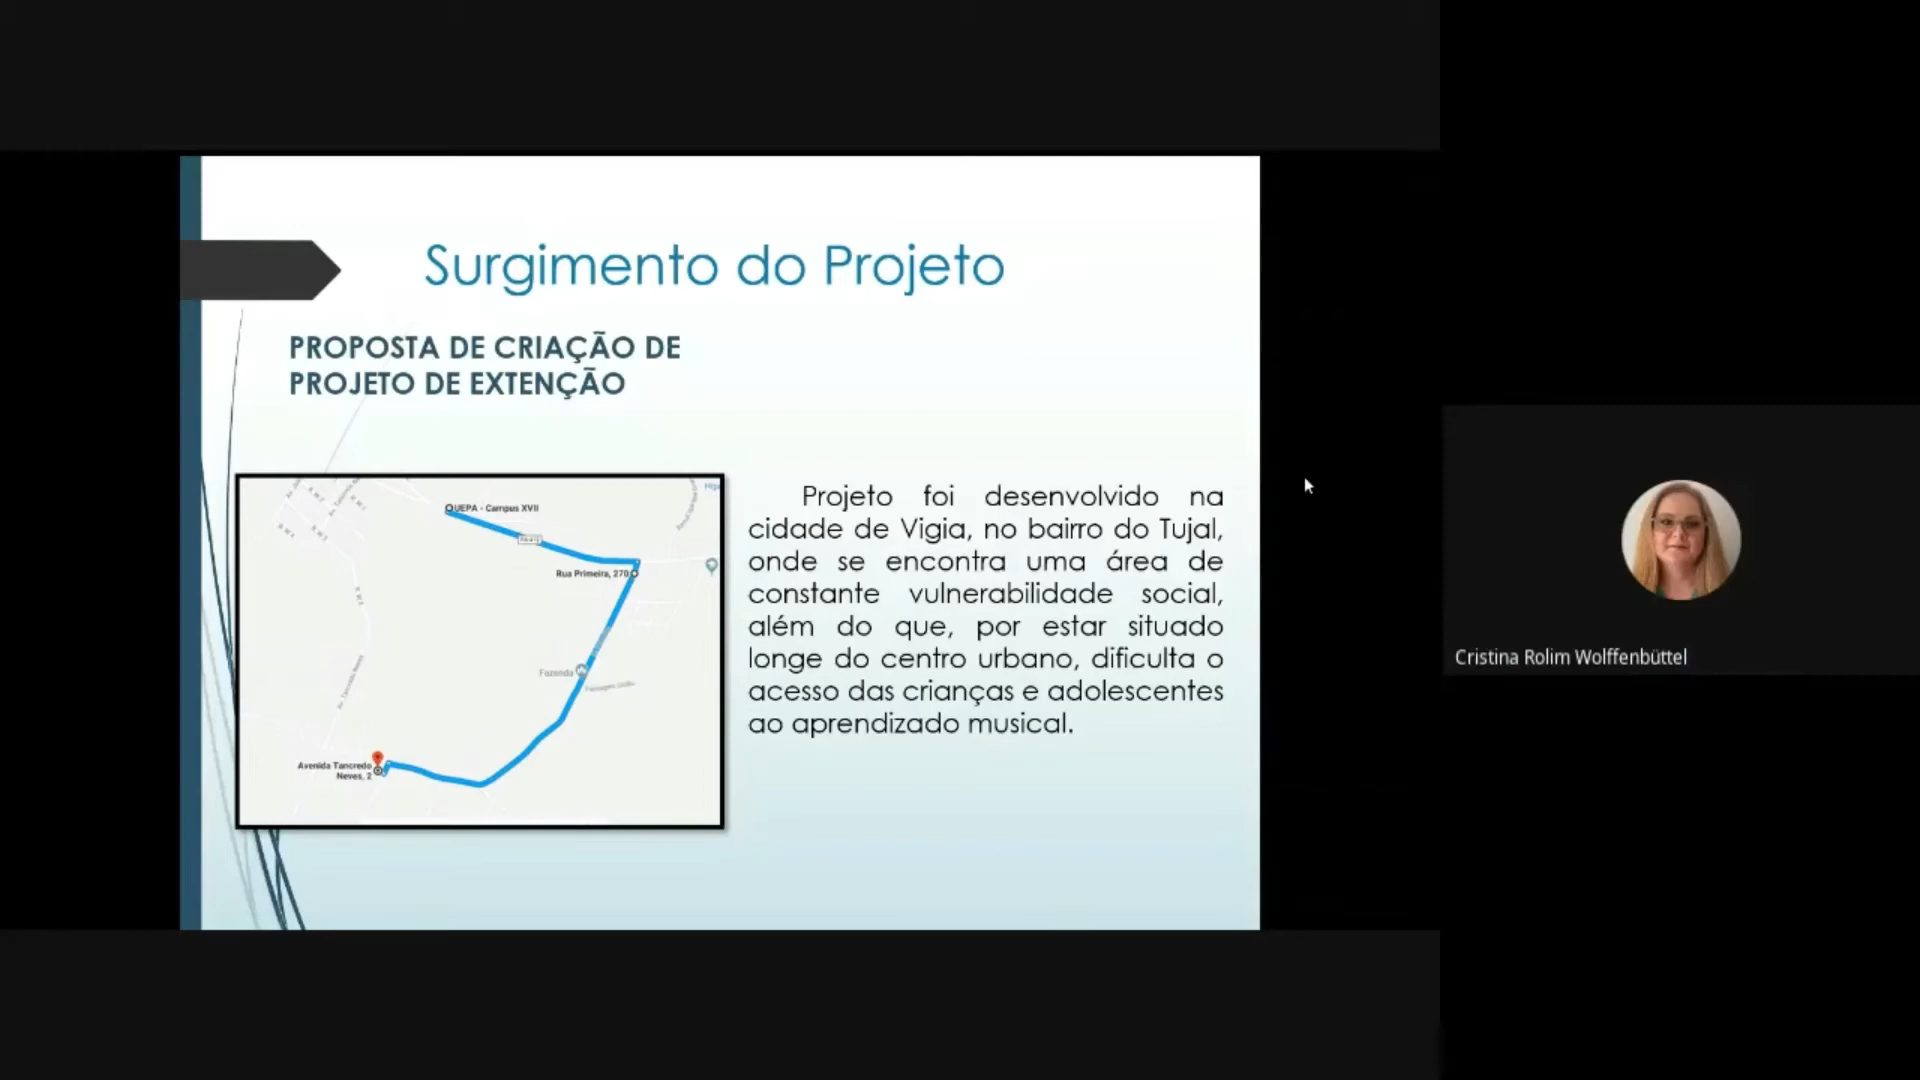 Surgimento do Projeto
PROPOSTA DE CRIAÇÃO DE
PROJETO DE EXTENÇÃO
UEPA - Campus XVII
Rua Primeira, 270
Fazenda
Avenida Tancredo
Neves, 2
Projeto foi desenvolvido na
cidade de Vigia, no bairro do Tujal,
onde se encontra uma área de
constante vulnerabilidade social,
além do que, por estar situado
longe do centro urbano, dificulta o
acesso das crianças e adolescentes
ao aprendizado musical.
Cristina Rolim Wolffenbüttel